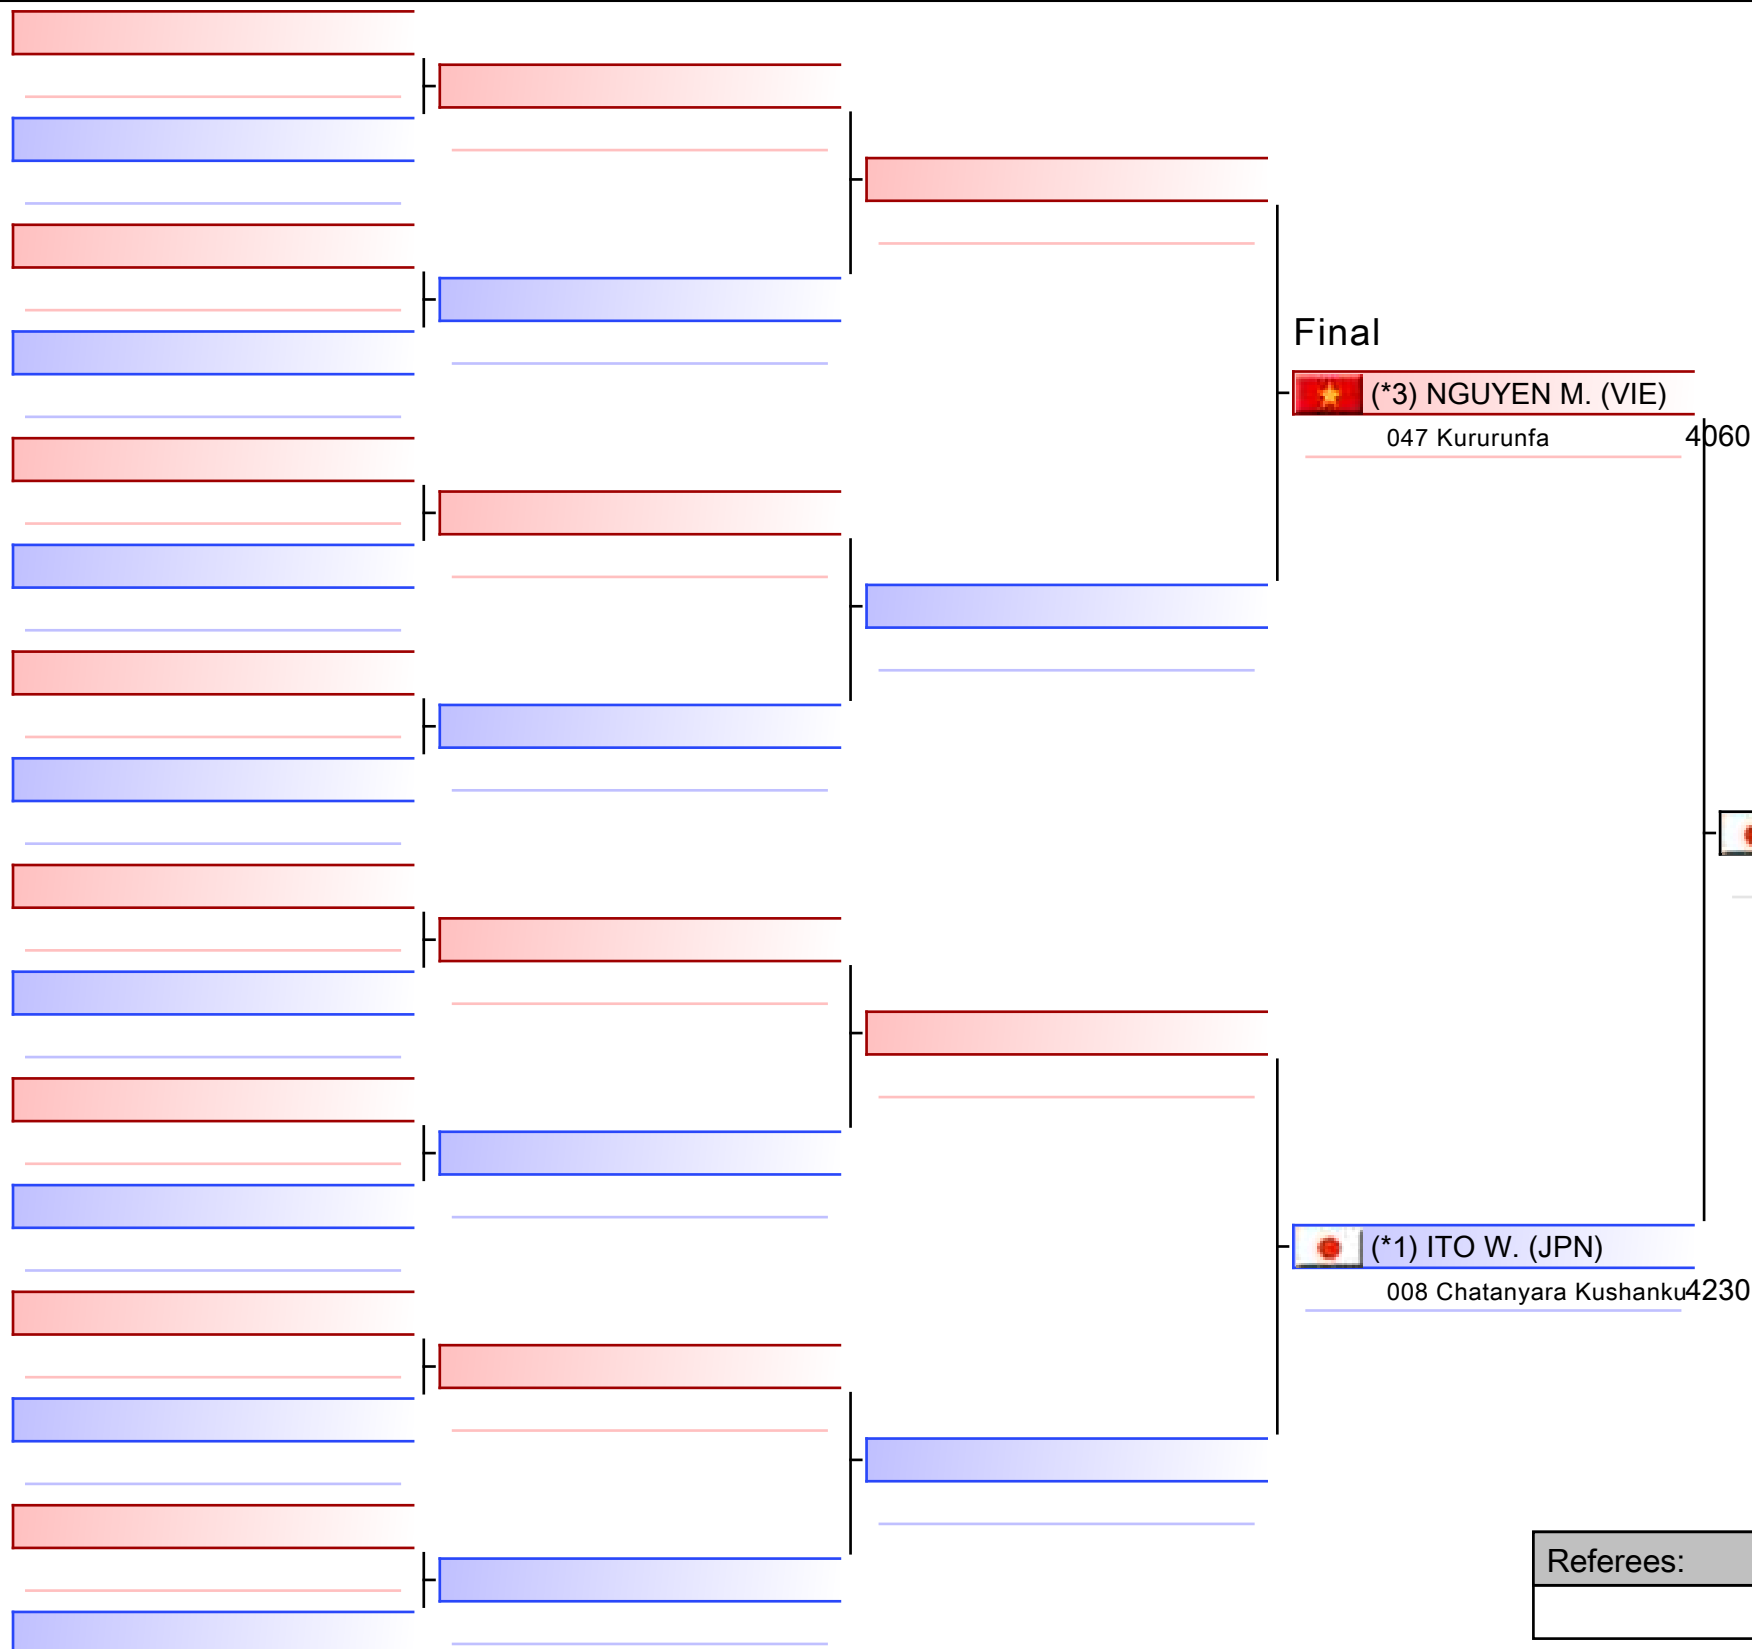 Final
(*3) NGUYEN M. (VIE)
047 Kururunfa 4060
(*1) ITO W. (JPN)
008 Chatanyara Kushanku 4230
Referees: